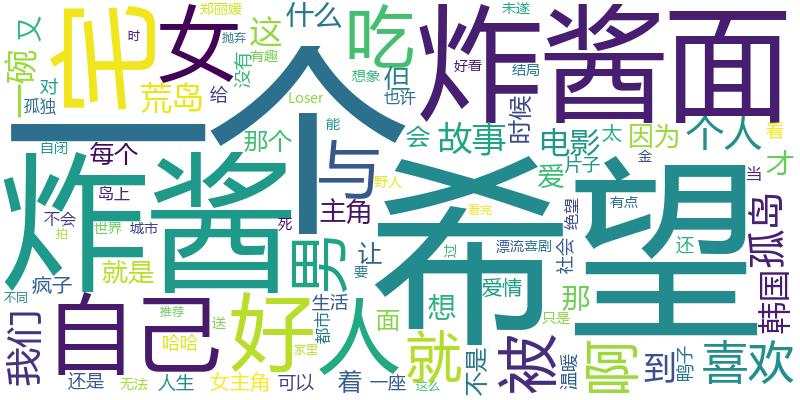 郑丽媛
什么
未遂
又
时
抛弃
这
吃
炸酱面
宅
女
有趣
好看
结局
一碗
没有
想象
但
对
荒岛
给
Loser
也许
孤独
一个
能
会
故事
时候
电影
太
因为
个人
看
自闭
每个
那个
与
片子
金
才
炸酱
希望
岛上
野人
爱
当
不会
世界
城市
死
主角
看完
绝望
有点
孤岛
拍
漂流
喜剧
社会
还
疯子
就是
男
让
过
要
爱情
那
韩国
不同
我们
自己
推荐
送
好
生活
都市
人
面
想
只是
哈哈
家里
就
不是
被
啊
温暖
到
鸭子
喜欢
还是
无法
人生
女主角
可以
着
一座
这么